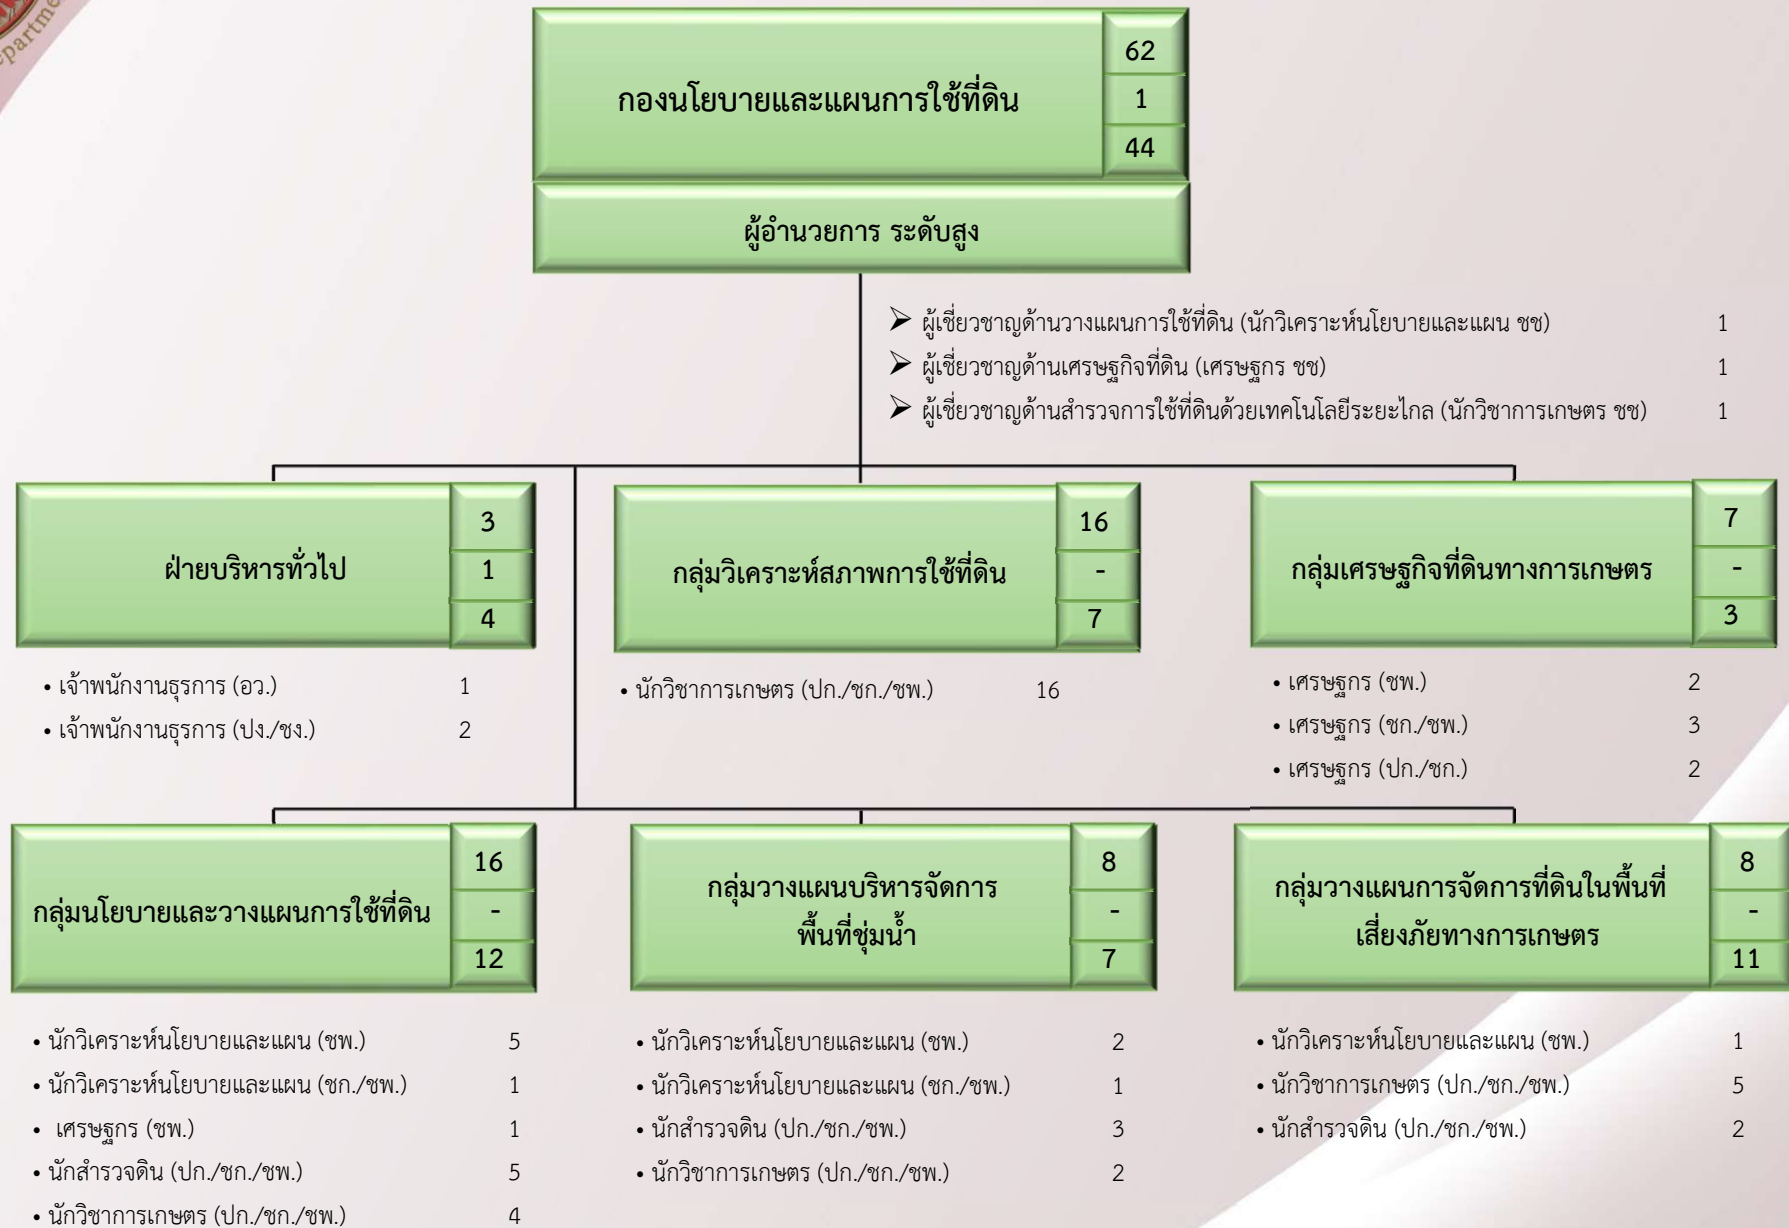 epartme
กองนโยบายและแผนการใช้ที่ดิน
62
1
44
ผู้อำนวยการ ระดับสูง
➢ ผู้เชี่ยวชาญด้านวางแผนการใช้ที่ดิน (นักวิเคราะห์นโยบายและแผน ชช) 1
➢ ผู้เชี่ยวชาญด้านเศรษฐกิจที่ดิน (เศรษฐกร ชช) 1
➢ ผู้เชี่ยวชาญด้านสำรวจการใช้ที่ดินด้วยเทคโนโลยีระยะไกล (นักวิชาการเกษตร ชช) 1
ฝ่ายบริหารทั่วไป
3
1
4
• เจ้าพนักงานธุรการ (อว.) 1
• เจ้าพนักงานธุรการ (ปง./ชง.) 2
กลุ่มวิเคราะห์สภาพการใช้ที่ดิน
16
-
7
• นักวิชาการเกษตร (ปก./ชก./ชพ.) 16
กลุ่มเศรษฐกิจที่ดินทางการเกษตร
7
-
3
• เศรษฐกร (ชพ.) 2
• เศรษฐกร (ชก./ชพ.) 3
• เศรษฐกร (ปก./ชก.) 2
กลุ่มนโยบายและวางแผนการใช้ที่ดิน
16
-
12
• นักวิเคราะห์นโยบายและแผน (ชพ.) 5
• นักวิเคราะห์นโยบายและแผน (ชก./ชพ.) 1
• เศรษฐกร (ชพ.) 1
• นักสำรวจดิน (ปก./ชก./ชพ.) 5
• นักวิชาการเกษตร (ปก./ชก./ชพ.) 4
กลุ่มวางแผนบริหารจัดการ
พื้นที่ชุ่มน้ำ
8
-
7
• นักวิเคราะห์นโยบายและแผน (ชพ.) 2
• นักวิเคราะห์นโยบายและแผน (ชก./ชพ.) 1
• นักสำรวจดิน (ปก./ชก./ชพ.) 3
• นักวิชาการเกษตร (ปก./ชก./ชพ.) 2
กลุ่มวางแผนการจัดการที่ดินในพื้นที่
เสี่ยงภัยทางการเกษตร
8
-
11
• นักวิเคราะห์นโยบายและแผน (ชพ.) 1
• นักวิชาการเกษตร (ปก./ชก./ชพ.) 5
• นักสำรวจดิน (ปก./ชก./ชพ.) 2